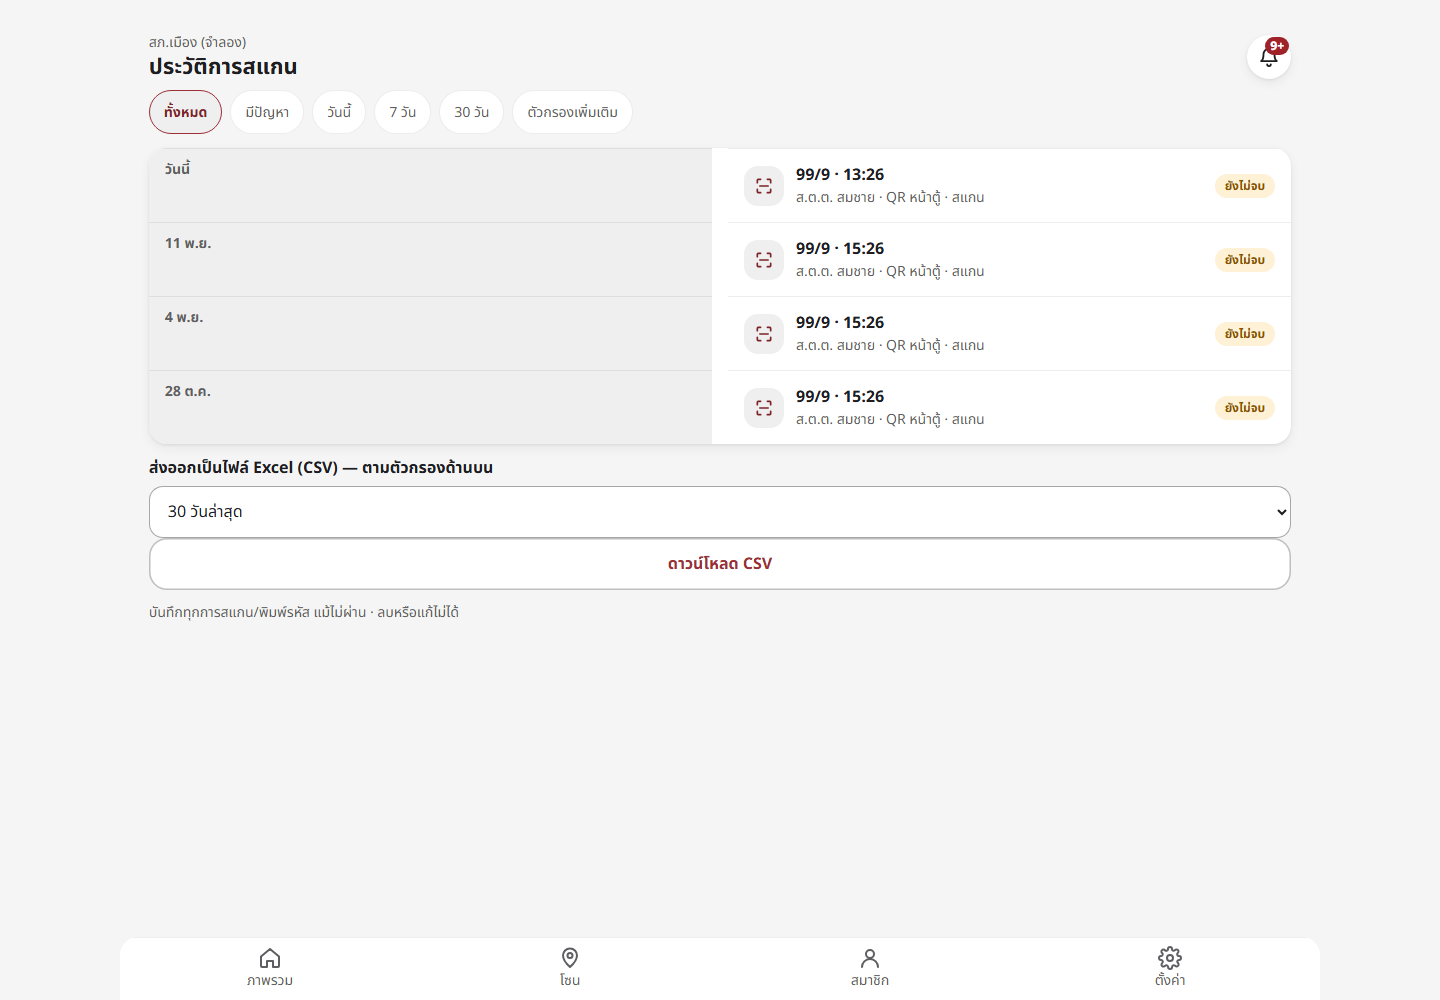 สภ.เมือง (จำลอง)
ประวัติการสแกน
9+
ทั้งหมด
มีปัญหา
วันนี้
7 วัน
30 วัน
ตัวกรองเพิ่มเติม
วันนี้
99/9 · 13:26
ส.ต.ต. สมชาย · QR หน้าตู้ · สแกน
ยังไม่จบ
11 พ.ย.
99/9 · 15:26
ส.ต.ต. สมชาย · QR หน้าตู้ · สแกน
ยังไม่จบ
4 พ.ย.
99/9 · 15:26
ส.ต.ต. สมชาย · QR หน้าตู้ · สแกน
ยังไม่จบ
28 ต.ค.
99/9 · 15:26
ส.ต.ต. สมชาย · QR หน้าตู้ · สแกน
ยังไม่จบ
ส่งออกเป็นไฟล์ Excel (CSV) — ตามตัวกรองด้านบน
30 วันล่าสุด
ดาวน์โหลด CSV
บันทึกทุกการสแกน/พิมพ์รหัส แม้ไม่ผ่าน · ลบหรือแก้ไม่ได้
ภาพรวม
โซน
สมาชิก
ตั้งค่า